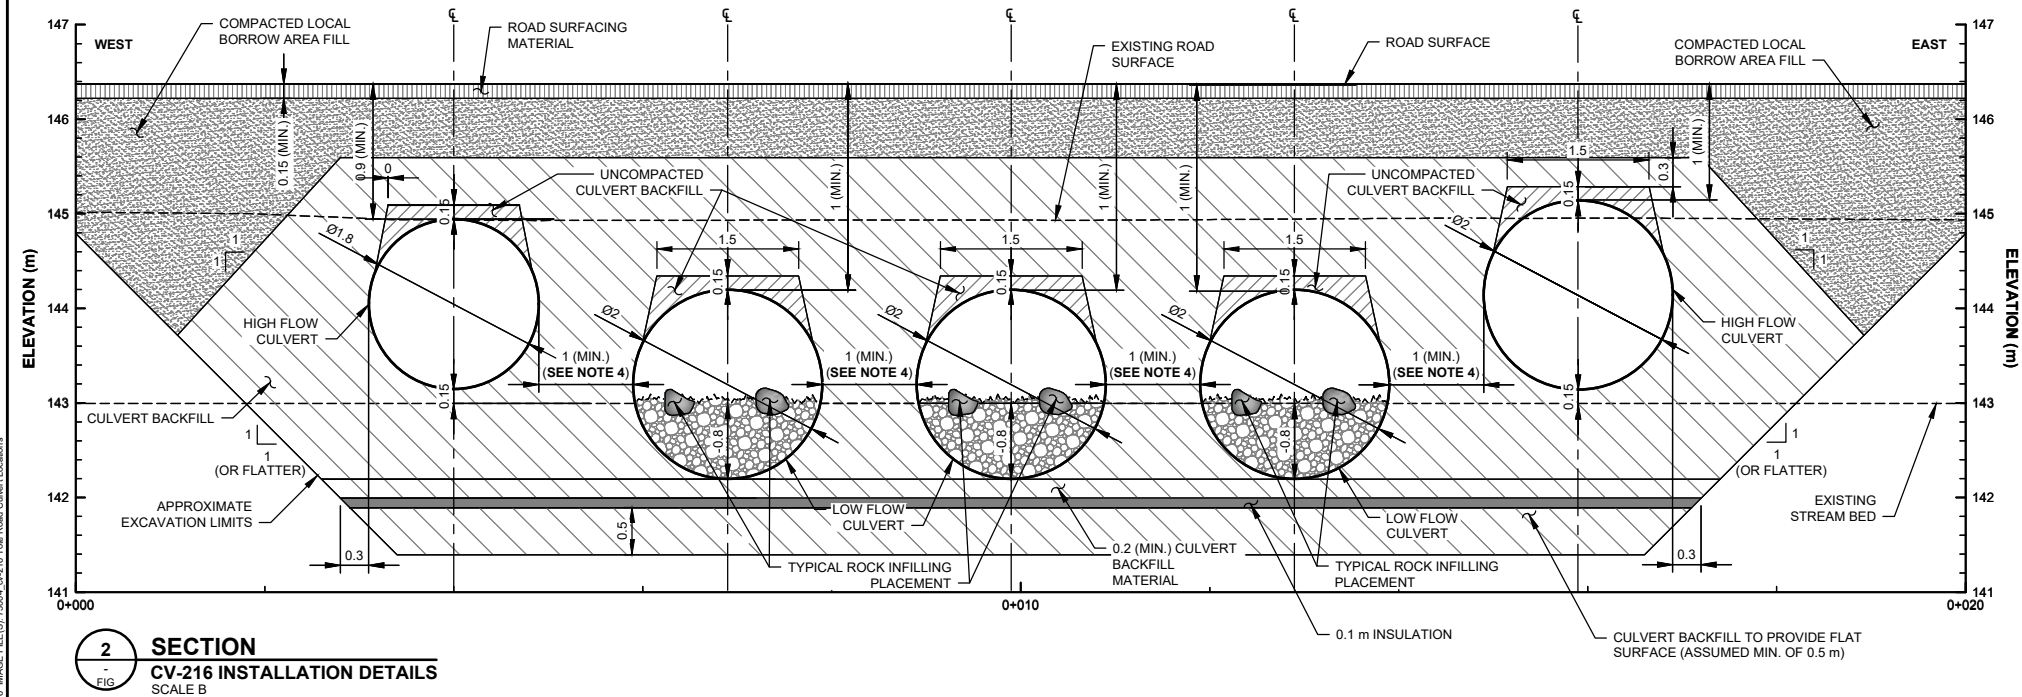 147
WEST
COMPACTED LOCAL
BORROW AREA FILL
ROAD SURFACING
MATERIAL
EXISTING ROAD
SURFACE
ROAD SURFACE
COMPACTED LOCAL
BORROW AREA FILL
EAST
147
146
146
0.15 (MIN.)
0.9 (MIN.)
0
UNCOMPACTED
CULVERT BACKFILL
1 (MIN.)
1 (MIN.)
1 (MIN.)
UNCOMPACTED
CULVERT BACKFILL
1.5
0.3
1 (MIN.)
145
0.15
0.15
145
Ø1.8
1.5
1.5
1.5
Ø2
1
1
0.15
0.15
0.15
1
1
144
Ø2
Ø2
Ø2
144
ELEVATION (m)
ELEVATION (m)
HIGH FLOW
CULVERT
1 (MIN.)
(SEE NOTE 4)
1 (MIN.)
(SEE NOTE 4)
1 (MIN.)
(SEE NOTE 4)
1 (MIN.)
(SEE NOTE 4)
HIGH FLOW
CULVERT
143
0.15
0.15
143
CULVERT BACKFILL
~0.8
~0.8
~0.8
1
1
(OR FLATTER)
1
1
(OR FLATTER)
142
APPROXIMATE
EXCAVATION LIMITS
LOW FLOW
CULVERT
LOW FLOW
CULVERT
EXISTING
STREAM BED
142
0.3
0.5
TYPICAL ROCK INFILLING
PLACEMENT
0.2 (MIN.) CULVERT
BACKFILL
MATERIAL
TYPICAL ROCK INFILLING
PLACEMENT
0.3
141
141
0+000
0+010
0+020
0.1 m INSULATION
CULVERT BACKFILL TO PROVIDE FLAT
SURFACE (ASSUMED MIN. OF 0.5 m)
2
-
FIG
SECTION
CV-216 INSTALLATION DETAILS
SCALE B